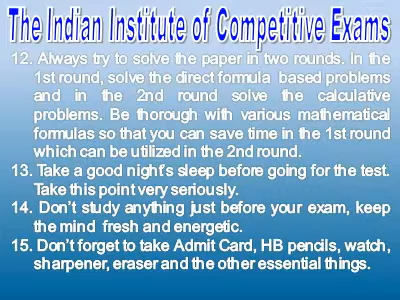 The Indian Institute of Competitive Exams
12. Always try to solve the paper in two rounds. In the
1st round, solve the direct formula based problems
and in the 2nd round solve the calculative
problems. Be thorough with various mathematical
formulas so that you can save time in the 1st round
which can be utilized in the 2nd round.
13. Take a good night's sleep before going for the test.
Take this point very seriously.
14. Don't study anything just before your exam, keep
the mind fresh and energetic.
15. Don't forget to take Admit Card, HB pencils, watch,
sharpener, eraser and the other essential things.